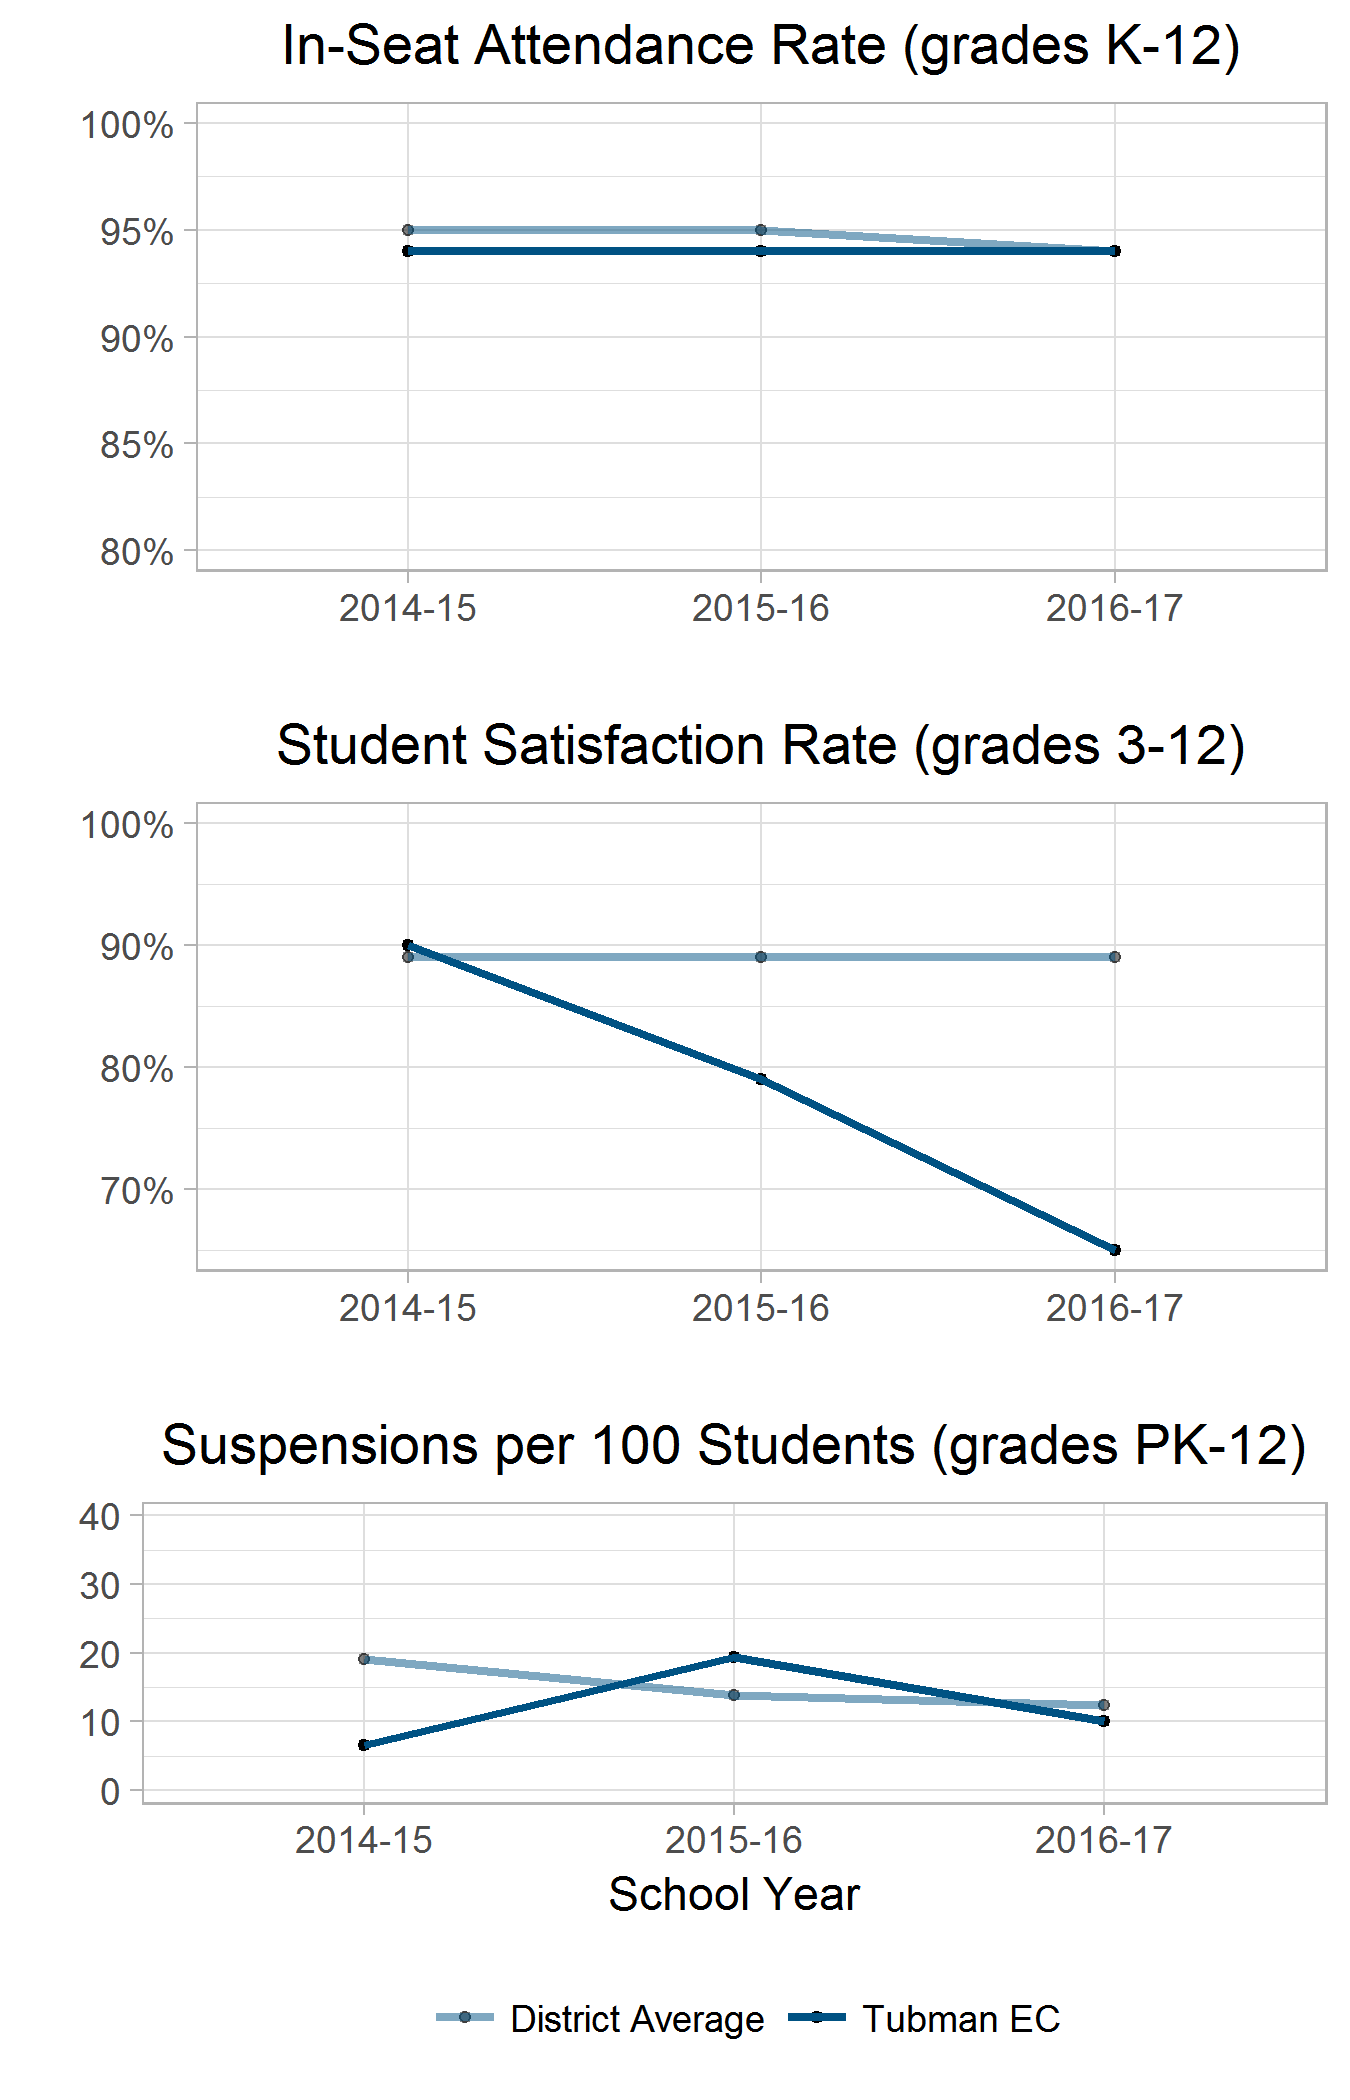 In-Seat Attendance Rate (grades K-12)
100%
95%
90%
85%
80%
2014-15 2015-16 2016-17
Student Satisfaction Rate (grades 3-12)
100%
90%
80%
70%
2014-15 2015-16 2016-17
Suspensions per 100 Students (grades PK-12)
40
30
20
10
0
2014-15 2015-16 2016-17
School Year
District Average Tubman EC